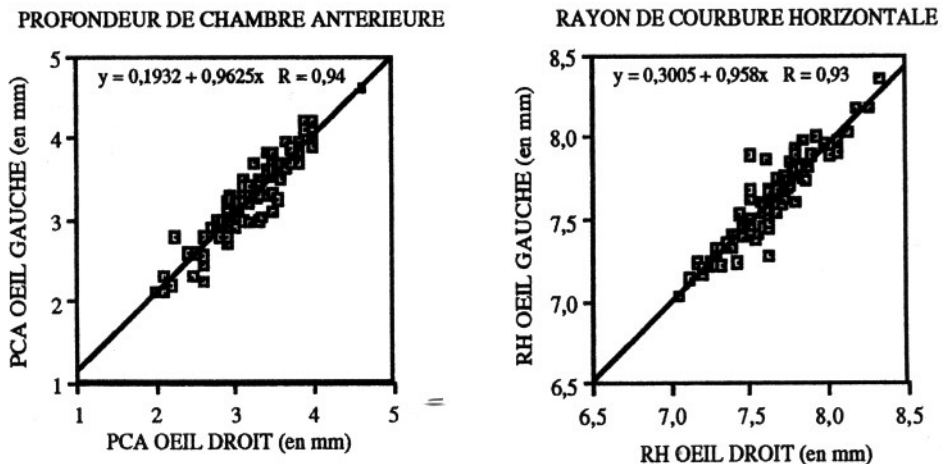 PROFONDEUR DE CHAMBRE ANTERIEURE
y = 0,1932 + 0,9625x R = 0,94
PCA OEIL GAUCHE (en mm)
5
4
3
2
1
1 2 3 4 5
PCA OEIL DROIT (en mm)
RAYON DE COURBURE HORIZONTALE
y = 0,3005 + 0,958x R = 0,93
RH OEIL GAUCHE (en mm)
8,5
8,0
7,5
7,0
6,5
6,5 7,0 7,5 8,0 8,5
RH OEIL DROIT (en mm)